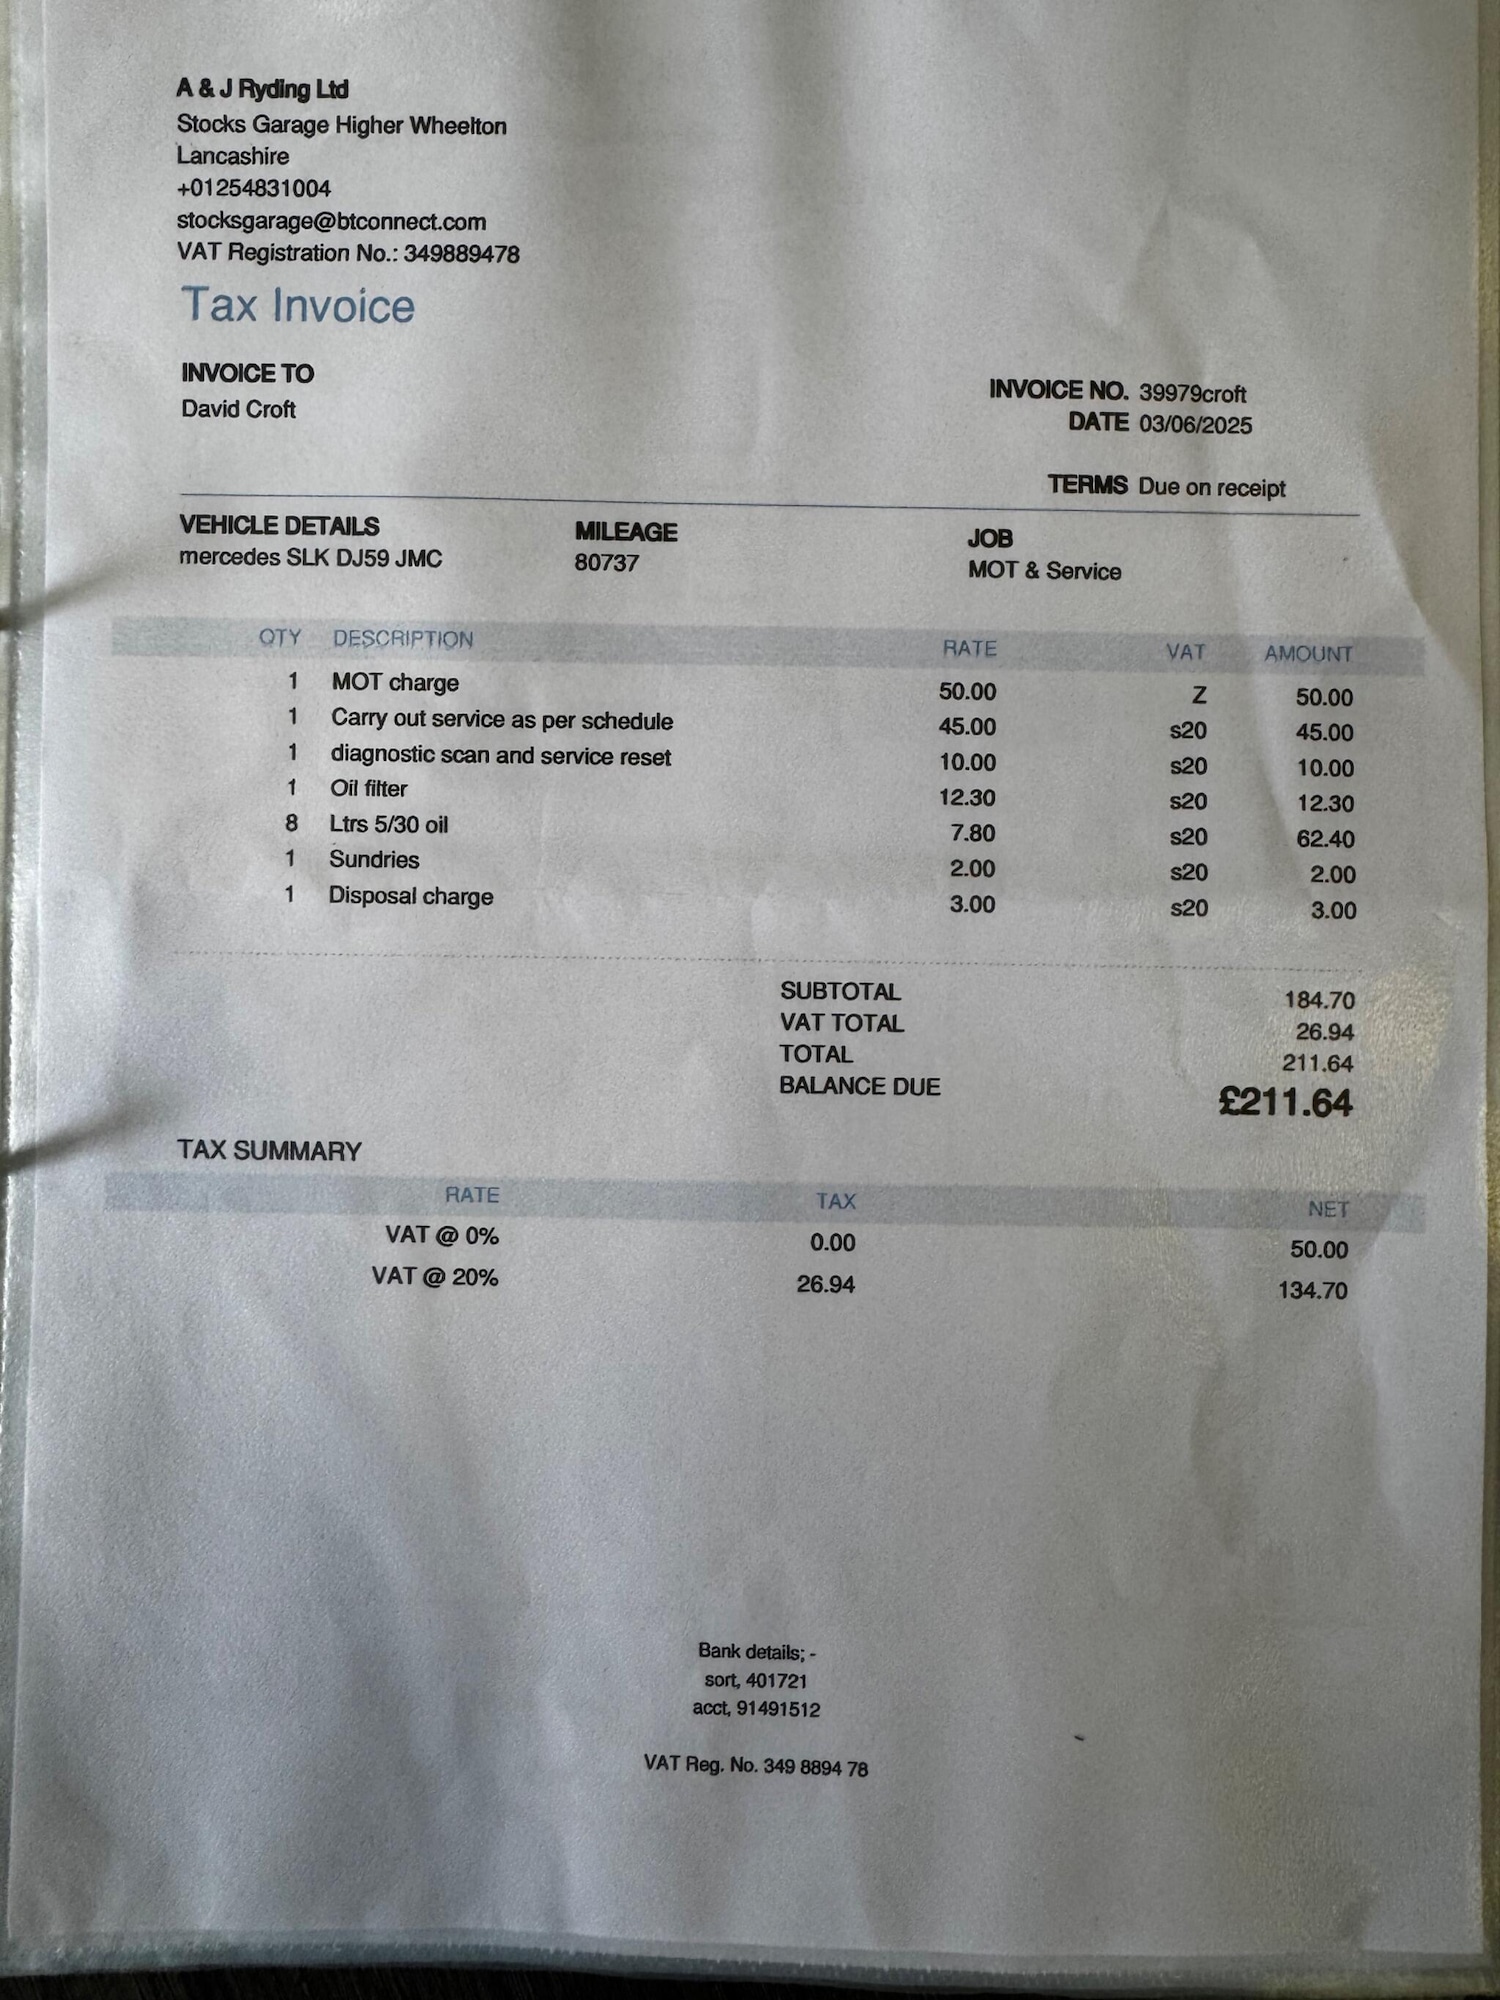 A & J Ryding Ltd
Stocks Garage Higher Wheelton
Lancashire
+01254831004
stocksgarage@btconnect.com
VAT Registration No.: 349889478
Tax Invoice
INVOICE TO
David Croft
INVOICE NO. 39979croft
DATE 03/06/2025
TERMS Due on receipt
VEHICLE DETAILS MILEAGE JOB
mercedes SLK DJ59 JMC 80737 MOT & Service
QTY DESCRIPTION RATE VAT AMOUNT
1 MOT charge 50.00 Z 50.00
1 Carry out service as per schedule 45.00 s20 45.00
1 diagnostic scan and service reset 10.00 s20 10.00
1 Oil filter 12.30 s20 12.30
8 Ltrs 5/30 oil 7.80 s20 62.40
1 Sundries 2.00 s20 2.00
1 Disposal charge 3.00 s20 3.00
SUBTOTAL 184.70
VAT TOTAL 26.94
TOTAL 211.64
BALANCE DUE £211.64
TAX SUMMARY
RATE TAX NET
VAT @ 0% 0.00 50.00
VAT @ 20% 26.94 134.70
Bank details; -
sort, 401721
acct, 91491512
VAT Reg. No. 349 8894 78